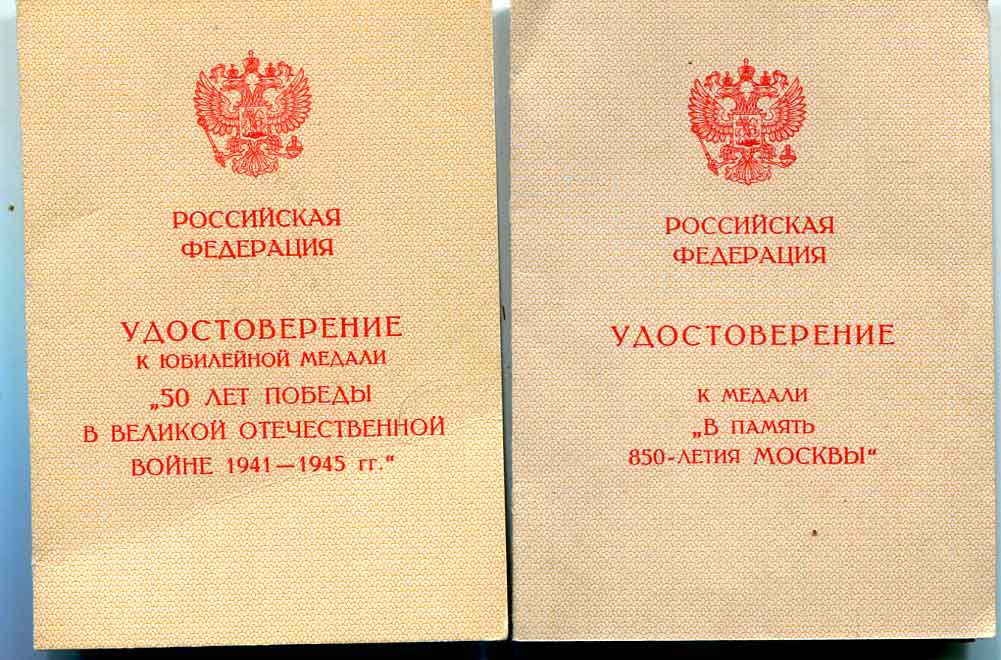 РОССИЙСКАЯ
ФЕДЕРАЦИЯ
УДОСТОВЕРЕНИЕ
К ЮБИЛЕЙНОЙ МЕДАЛИ
„50 ЛЕТ ПОБЕДЫ
В ВЕЛИКОЙ ОТЕЧЕСТВЕННОЙ
ВОЙНЕ 1941—1945 гг.“
РОССИЙСКАЯ
ФЕДЕРАЦИЯ
УДОСТОВЕРЕНИЕ
К МЕДАЛИ
„В ПАМЯТЬ
850-ЛЕТИЯ МОСКВЫ“